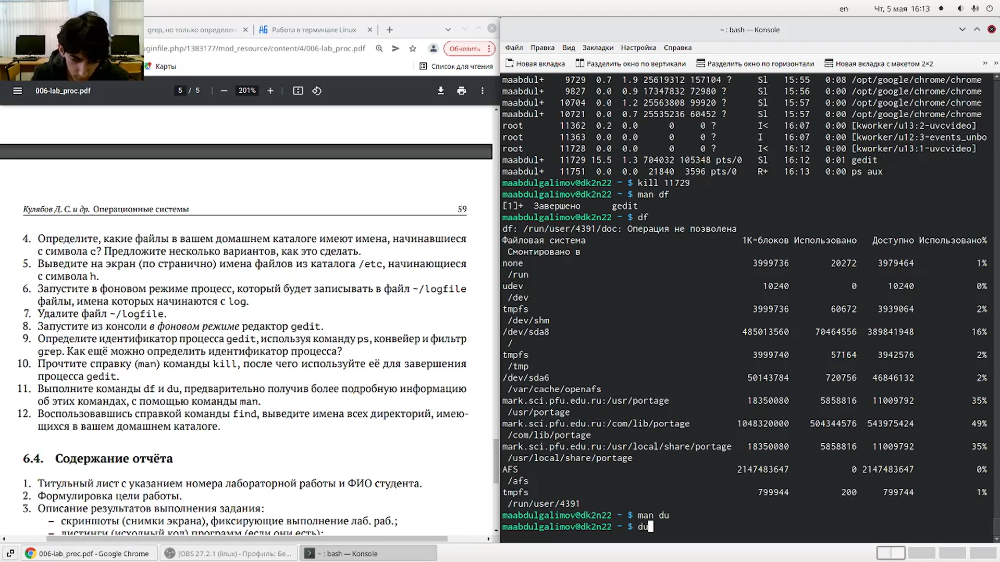 en
Чт, 5 мая 16:13
grep, но только определен
АБ Работа в терминале Linux
uginfile.php/1383177/mod_resource/content/4/006-lab_proc.pdf
Обновить
Карты
Список для чтения
006-lab_proc.pdf
5 / 5
201%
Кулябов Д. С. и др. Операционные системы 59
4. Определите, какие файлы в вашем домашнем каталоге имеют имена, начинавшиеся
с символа c? Предложите несколько вариантов, как это сделать.
5. Выведите на экран (по странично) имена файлов из каталога /etc, начинающиеся
с символа h.
6. Запустите в фоновом режиме процесс, который будет записывать в файл ~/logfile
файлы, имена которых начинаются с log.
7. Удалите файл ~/logfile.
8. Запустите из консоли в фоновом режиме редактор gedit.
9. Определите идентификатор процесса gedit, используя команду ps, конвейер и фильтр
grep. Как ещё можно определить идентификатор процесса?
10. Прочтите справку (man) команды kill, после чего используйте её для завершения
процесса gedit.
11. Выполните команды df и du, предварительно получив более подробную информацию
об этих командах, с помощью команды man.
12. Воспользовавшись справкой команды find, выведите имена всех директорий, имею-
щихся в вашем домашнем каталоге.
6.4. Содержание отчёта
1. Титульный лист с указанием номера лабораторной работы и ФИО студента.
2. Формулировка цели работы.
3. Описание результатов выполнения задания:
– скриншоты (снимки экрана), фиксирующие выполнение лаб. раб.;
– листинги (исходный код) программ (если они есть);
~ : bash — Konsole
Файл Правка Вид Закладки Настройка Справка
Новая вкладка Разделить окно по вертикали Разделить окно по горизонтали Новая вкладка с макетом 2×2 » »
maabdul+ 9729 0.7 1.9 25619312 157104 ? Sl 15:55 0:08 /opt/google/chrome/chrome
maabdul+ 9827 0.0 0.9 17347832 72980 ? Sl 15:56 0:00 /opt/google/chrome/chrome
maabdul+ 10704 0.0 1.2 25563808 99920 ? Sl 15:57 0:00 /opt/google/chrome/chrome
maabdul+ 10721 0.0 0.7 25535236 60452 ? Sl 15:57 0:00 /opt/google/chrome/chrome
root 11362 0.2 0.0 0 0 ? I< 16:07 0:00 [kworker/u13:2-uvcvideo]
root 11363 0.0 0.0 0 0 ? I 16:07 0:00 [kworker/u12:3-events_unbo
root 11728 0.0 0.0 0 0 ? I< 16:12 0:00 [kworker/u13:1-uvcvideo]
maabdul+ 11729 15.5 1.3 704032 105348 pts/0 Sl 16:12 0:01 gedit
maabdul+ 11751 0.0 0.0 21840 3596 pts/0 R+ 16:13 0:00 ps aux
maabdulgalimov@dk2n22 ~ $ kill 11729
maabdulgalimov@dk2n22 ~ $ man df
[1]+ Завершено gedit
maabdulgalimov@dk2n22 ~ $ df
df: /run/user/4391/doc: Операция не позволена
Файловая система 1K-блоков Использовано Доступно Использовано%
Смонтировано в
none 3999736 20272 3979464 1%
/run
udev 10240 0 10240 0%
/dev
tmpfs 3999736 60672 3939064 2%
/dev/shm
/dev/sda8 485013560 70464556 389841948 16%
/
tmpfs 3999740 57164 3942576 2%
/tmp
/dev/sda6 50143784 720756 46846132 2%
/var/cache/openafs
mark.sci.pfu.edu.ru:/usr/portage 18350080 5858816 11009792 35%
/usr/portage
mark.sci.pfu.edu.ru:/com/lib/portage 1048320000 504344576 543975424 49%
/com/lib/portage
mark.sci.pfu.edu.ru:/usr/local/share/portage 18350080 5858816 11009792 35%
/usr/local/share/portage
AFS 2147483647 0 2147483647 0%
/afs
tmpfs 799944 200 799744 1%
/run/user/4391
maabdulgalimov@dk2n22 ~ $ man du
maabdulgalimov@dk2n22 ~ $ du
006-lab_proc.pdf - Google Chrome
[OBS 27.2.1 (linux) - Профиль: Бе...
~ : bash — Konsole